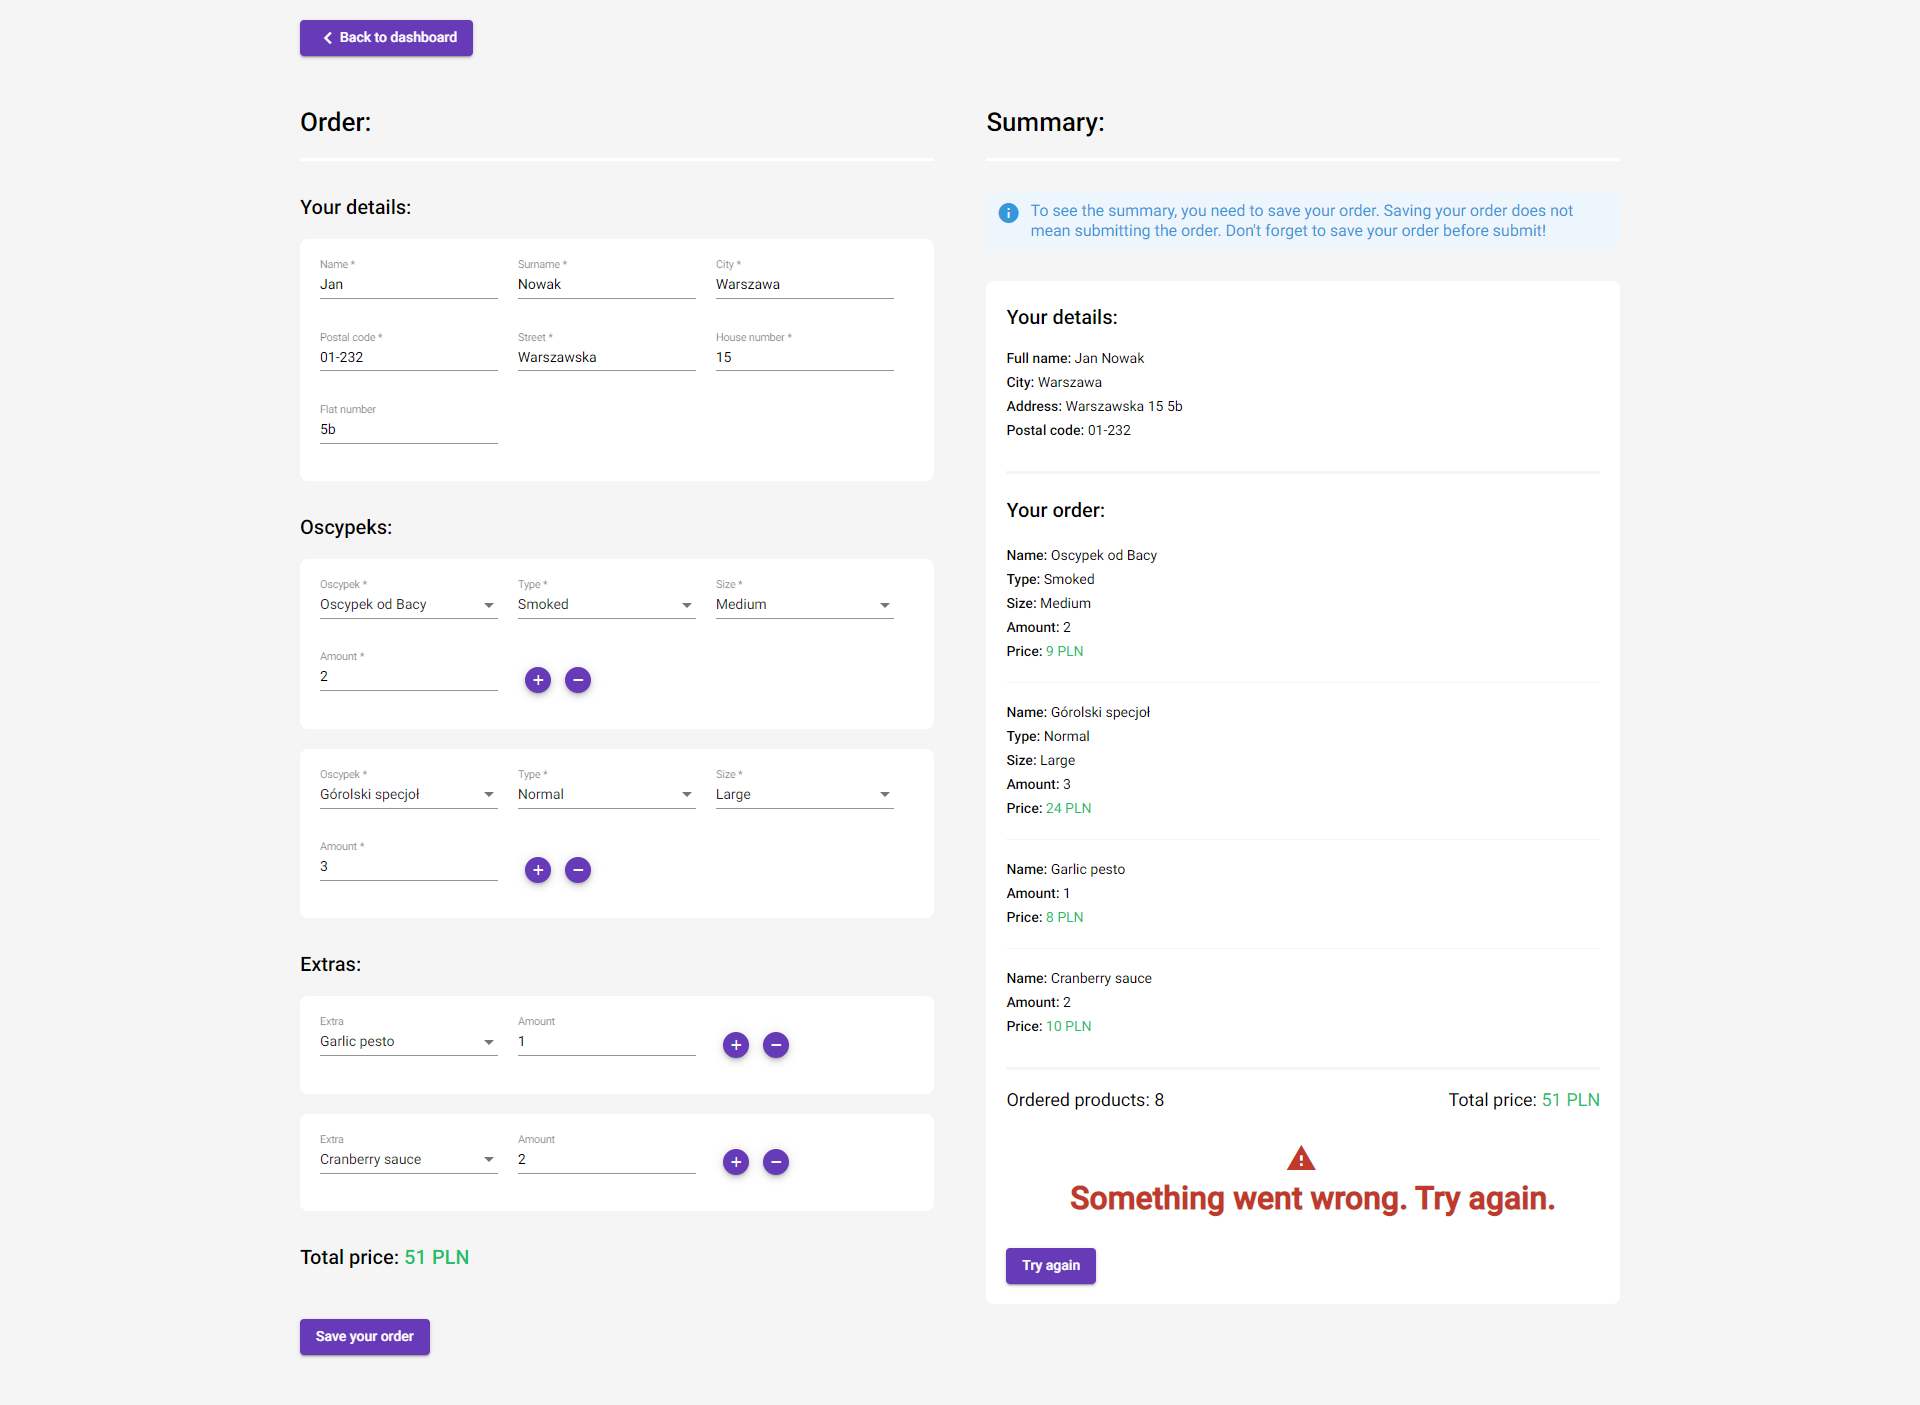 Back to dashboard
Order:
Your details:
Name *
Jan
Surname *
Nowak
City *
Warszawa
Postal code *
01-232
Street *
Warszawska
House number *
15
Flat number
5b
Oscypeks:
Oscypek *
Oscypek od Bacy
Type *
Smoked
Size *
Medium
Amount *
2
Oscypek *
Górolski specjoł
Type *
Normal
Size *
Large
Amount *
3
Extras:
Extra
Garlic pesto
Amount
1
Extra
Cranberry sauce
Amount
2
Total price: 51 PLN
Save your order
Summary:
To see the summary, you need to save your order. Saving your order does not
mean submitting the order. Don't forget to save your order before submit!
Your details:
Full name: Jan Nowak
City: Warszawa
Address: Warszawska 15 5b
Postal code: 01-232
Your order:
Name: Oscypek od Bacy
Type: Smoked
Size: Medium
Amount: 2
Price: 9 PLN
Name: Górolski specjoł
Type: Normal
Size: Large
Amount: 3
Price: 24 PLN
Name: Garlic pesto
Amount: 1
Price: 8 PLN
Name: Cranberry sauce
Amount: 2
Price: 10 PLN
Ordered products: 8
Total price: 51 PLN
Something went wrong. Try again.
Try again